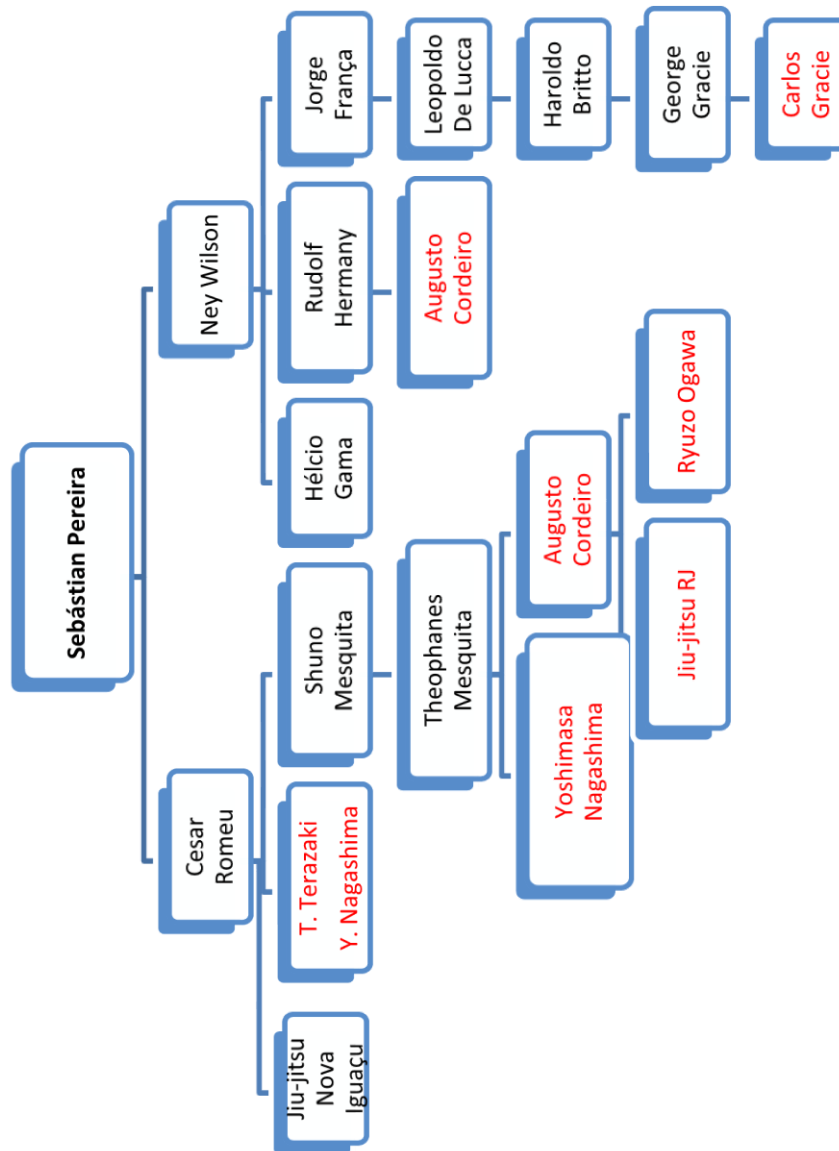 Sebástian Pereira
Cesar
Romeu
Ney Wilson
Jiu-jitsu
Nova
Iguaçu
T. Terazaki
Y. Nagashima
Shuno
Mesquita
Hélcio
Gama
Rudolf
Hermany
Jorge
França
Theophanes
Mesquita
Augusto
Cordeiro
Leopoldo
De Lucca
Yoshimasa
Nagashima
Augusto
Cordeiro
Haroldo
Britto
Jiu-jitsu RJ
Ryuzo Ogawa
George
Gracie
Carlos
Gracie